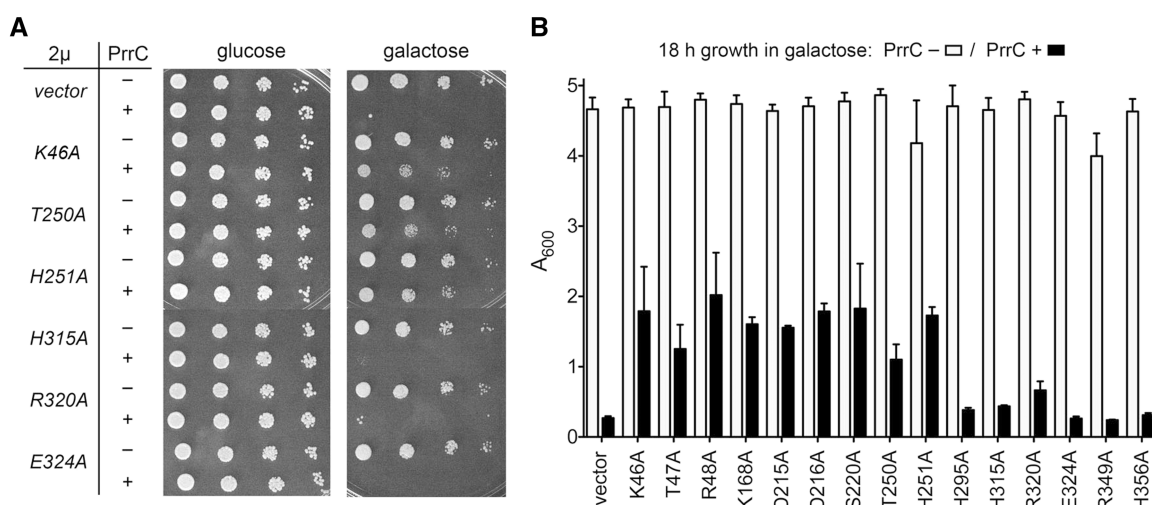 A
2μ PrrC glucose galactose
vector – +
K46A – +
T250A – +
H251A – +
H315A – +
R320A – +
E324A – +
B
18 h growth in galactose: PrrC – / PrrC +
A600
5
4
3
2
1
0
vector
K46A
T47A
R48A
K168A
D215A
D216A
S220A
T250A
H251A
H295A
H315A
R320A
E324A
R349A
H356A